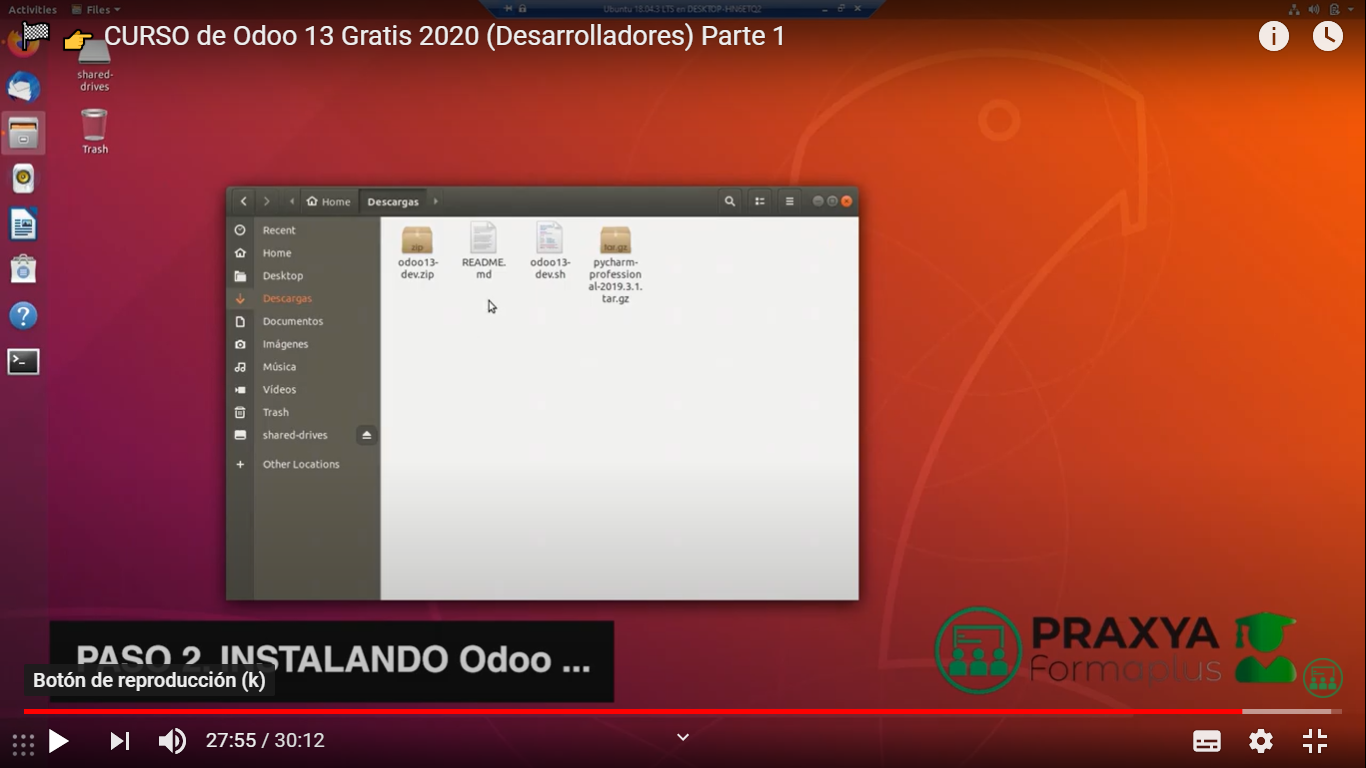 Activities Files Ubuntu 18.04.3 LTS en DESKTOP-HN6ETQ2
CURSO de Odoo 13 Gratis 2020 (Desarrolladores) Parte 1
shared-
drives
Trash
Home Descargas
Recent
Home
Desktop
Descargas
Documentos
Imágenes
Música
Vídeos
Trash
shared-drives
Other Locations
zip
odoo13-
dev.zip
README.
md
odoo13-
dev.sh
tar.gz
pycharm-
profession
al-2019.3.1.
tar.gz
PASO 2. INSTALANDO Odoo ...
Botón de reproducción (k)
PRAXYA
Formaplus
27:55 / 30:12